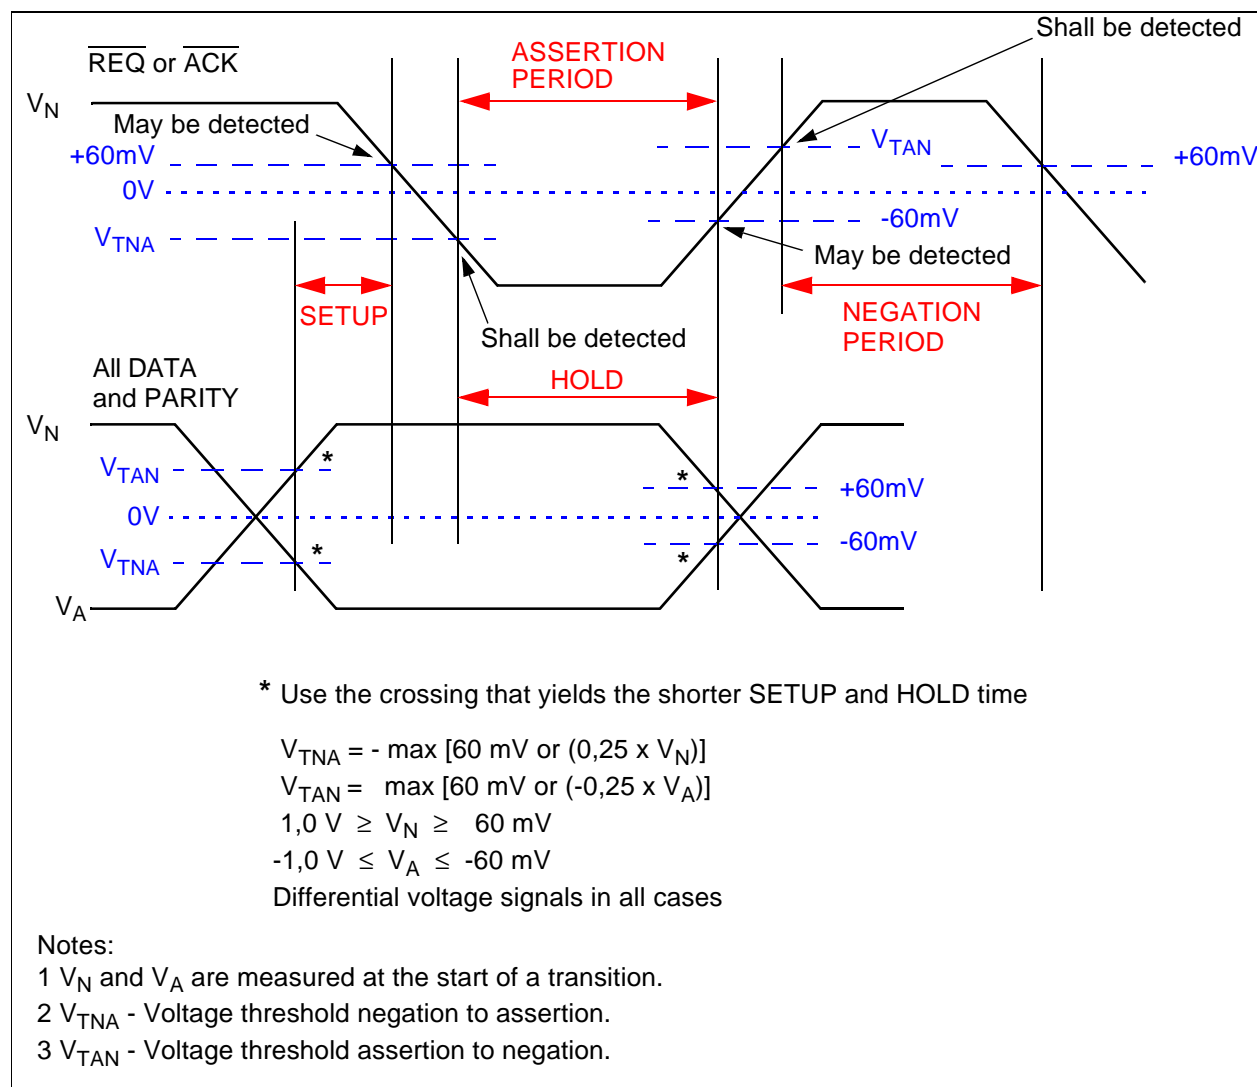 Shall be detected
REQ or ACK
ASSERTION
PERIOD
VN
May be detected
+60mV
VTAN
+60mV
0V
-60mV
VTNA
May be detected
SETUP
NEGATION
PERIOD
Shall be detected
All DATA
and PARITY
HOLD
VN
VTAN
*
*
+60mV
0V
-60mV
VTNA
*
*
VA
* Use the crossing that yields the shorter SETUP and HOLD time
VTNA = - max [60 mV or (0,25 x VN)]
VTAN = max [60 mV or (-0,25 x VA)]
1,0 V ≥ VN ≥ 60 mV
-1,0 V ≤ VA ≤ -60 mV
Differential voltage signals in all cases
Notes:
1 VN and VA are measured at the start of a transition.
2 VTNA - Voltage threshold negation to assertion.
3 VTAN - Voltage threshold assertion to negation.